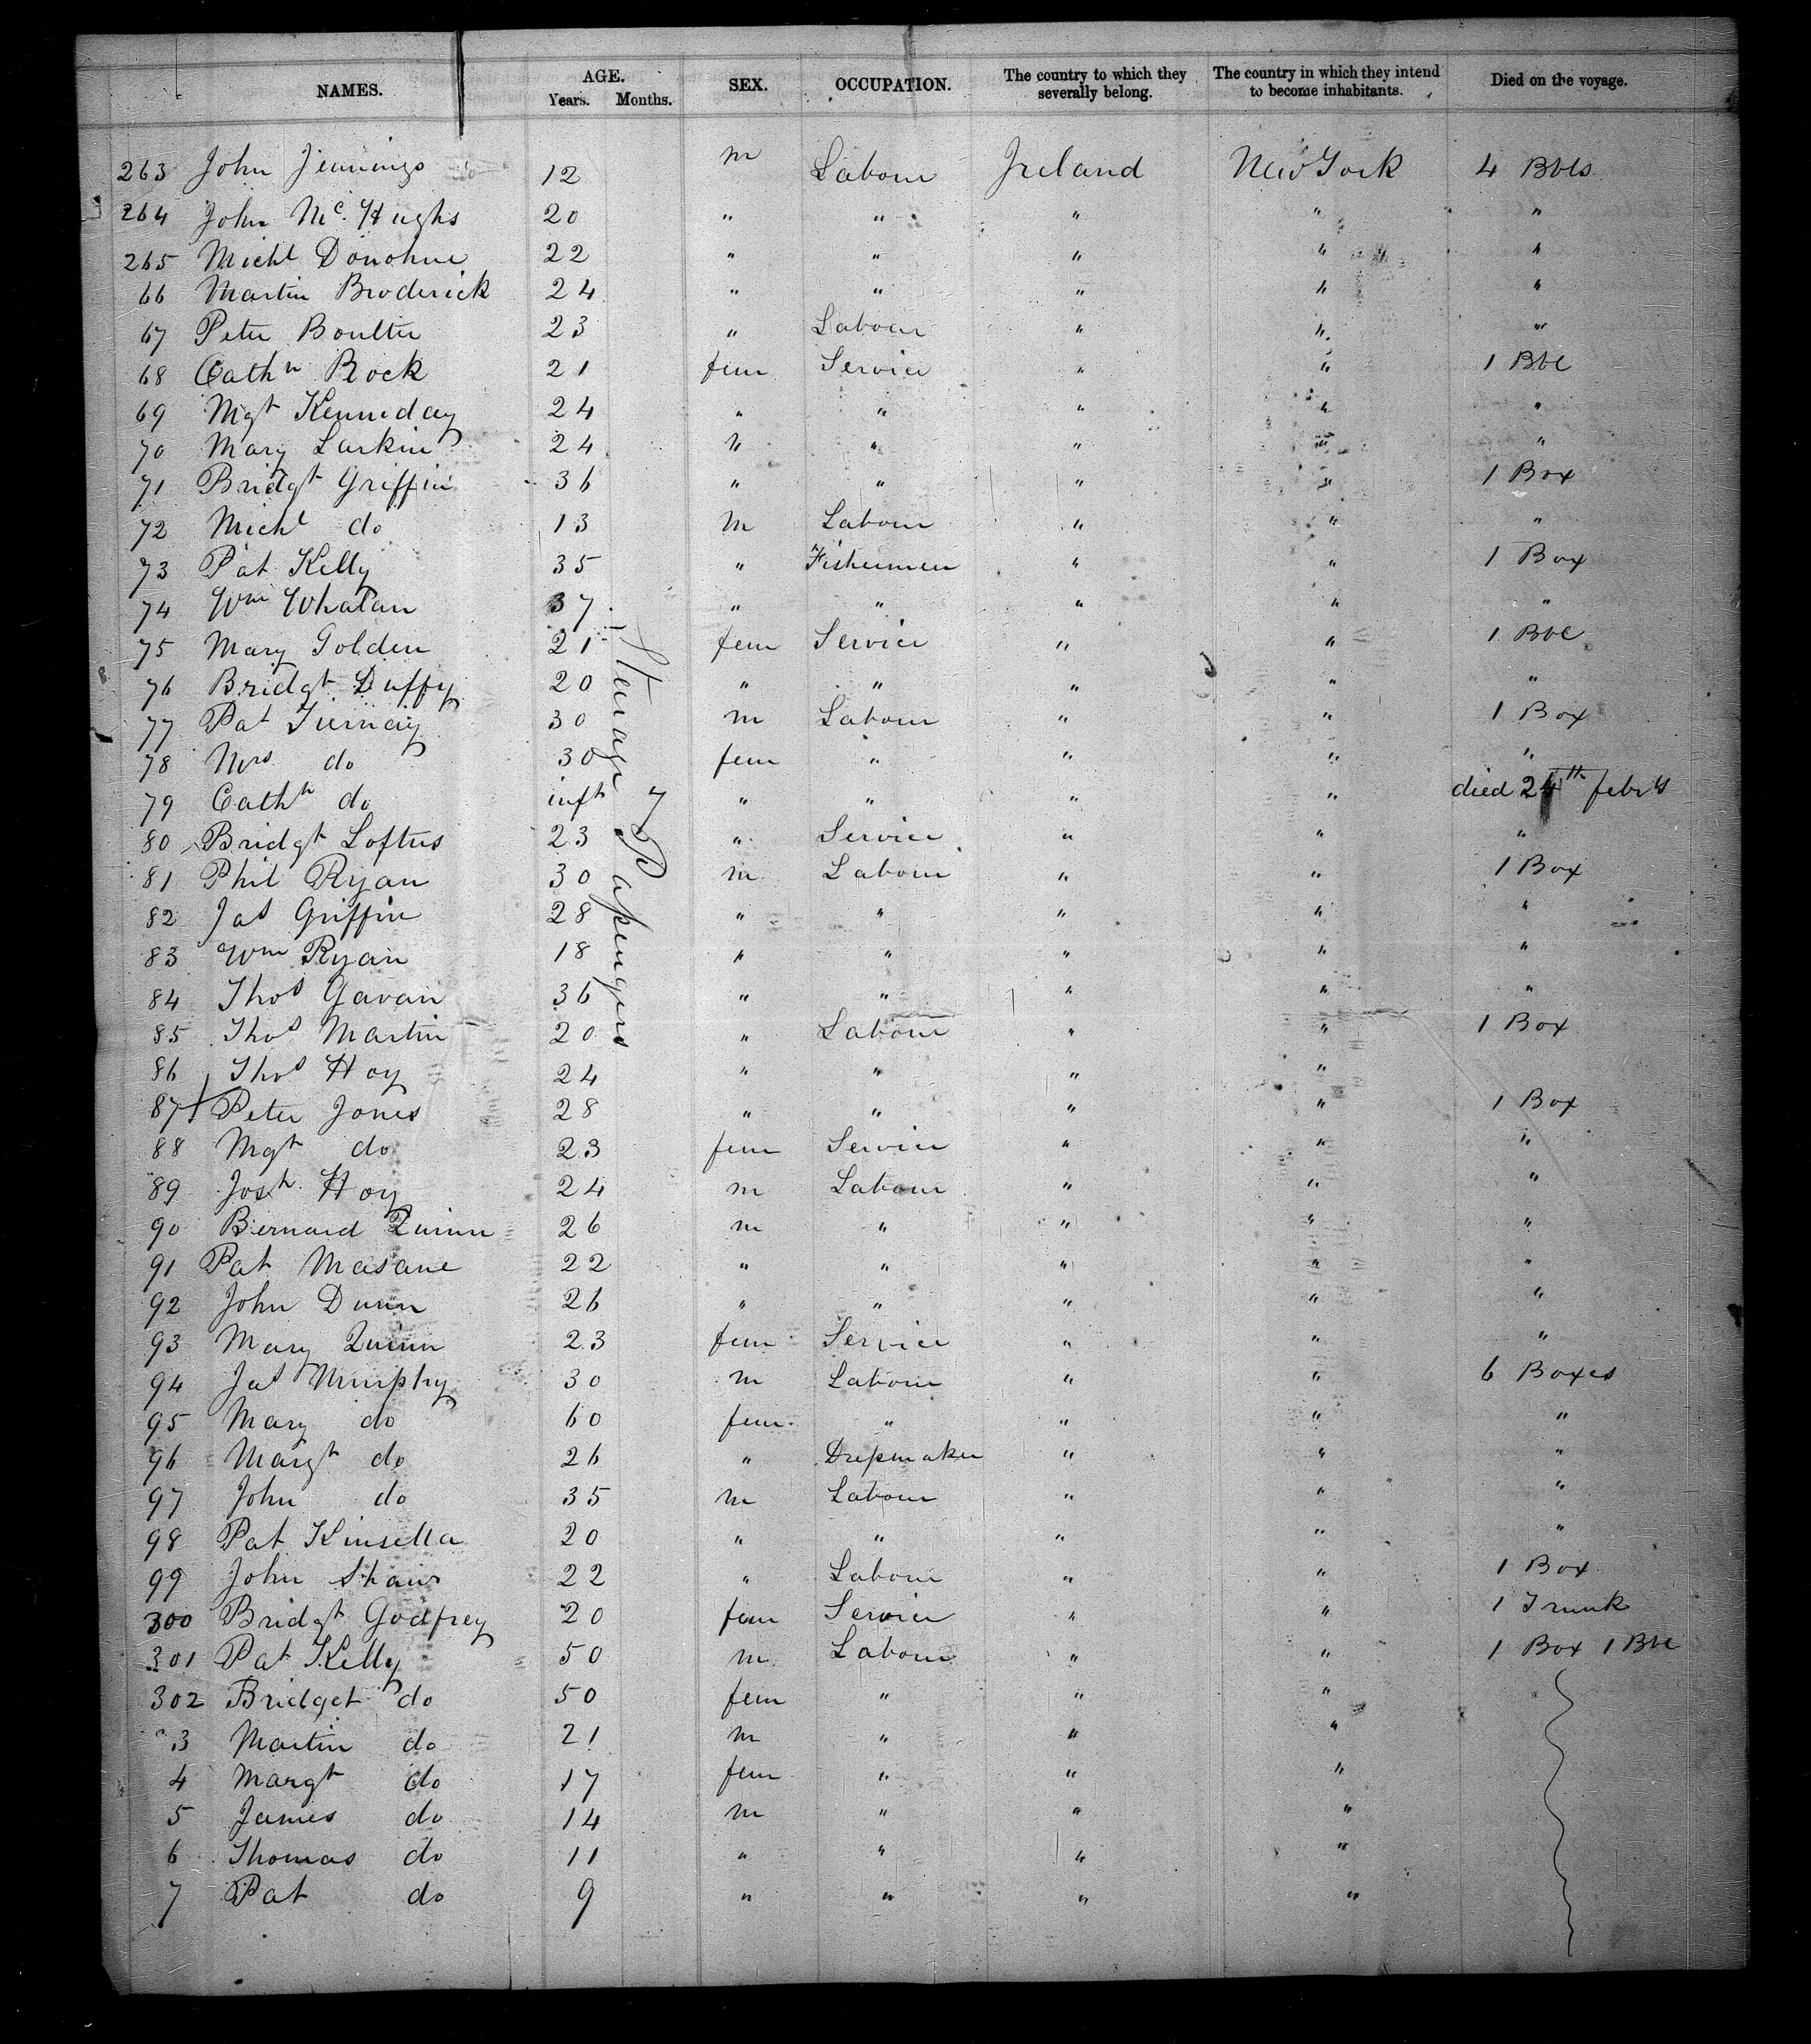 NAMES. AGE. Years. Months. SEX. OCCUPATION. The country to which they severally belong. The country in which they intend to become inhabitants. Died on the voyage.
263 John Jennings 12 m Labour Ireland New York 4 Bbls
264 John Mc. Hughs 20 " " " " "
265 Michl Donohue 22 " " " " "
66 Martin Broderick 24 " " " " "
67 Peter Boulter 23 " Labour " " "
68 Cathn Rock 21 fem Service " " 1 Bbl
69 Mgt Kenneday 24 " " " " "
70 Mary Larkin 24 " " " " "
71 Bridgt Griffin 36 " " " " 1 Box
72 Michl do 13 m Labour " " "
73 Pat Kelly 35 " Fishermen " " 1 Box
74 Wm Whalan 37 " " " " "
75 Mary Golden 21 fem Service " " 1 Bbl
76 Bridgt Duffy 20 " " " " "
77 Pat Tiernay 30 m Labour " " 1 Box
78 Mrs do 30 fem " " " "
79 Cathn do inft " " " " died 24th feby
80 Bridgt Loftus 23 " Service " " "
81 Phil Ryan 30 m Labour " " 1 Box
82 Jas Griffin 28 " " " " "
83 Wm Ryan 18 " " " " "
84 Thos Gavan 36 " " " " "
85 Thos Martin 20 " Labour " " 1 Box
86 Thos Hoy 24 " " " "
87 Peter Jones 28 " " " " 1 Box
88 Mgt do 23 fem Service " " "
89 Josh Hoy 24 m Labour " " "
90 Bernard Quinn 26 m " " " "
91 Pat Masane 22 " " " " "
92 John Dunn 26 " " " " "
93 Mary Quinn 23 fem Service " " "
94 Jas Murphy 30 m Labour " " 6 Boxes
95 Mary do 60 fem " " " "
96 Margt do 26 " Dressmaker " " "
97 John do 35 m Labour " " "
98 Pat Kinsella 20 " " " " "
99 John Shaw 22 " Labour " " 1 Box
300 Bridgt Godfrey 20 fem Service " " 1 Trunk
301 Pat Kelly 50 m Labour " " 1 Box 1 Bbl
302 Bridget do 50 fem " " "
3 Martin do 21 m " " "
4 Margt do 17 fem " " "
5 James do 14 m " " "
6 Thomas do 11 " " " "
7 Pat do 9 " " " "
Steerage Passengers